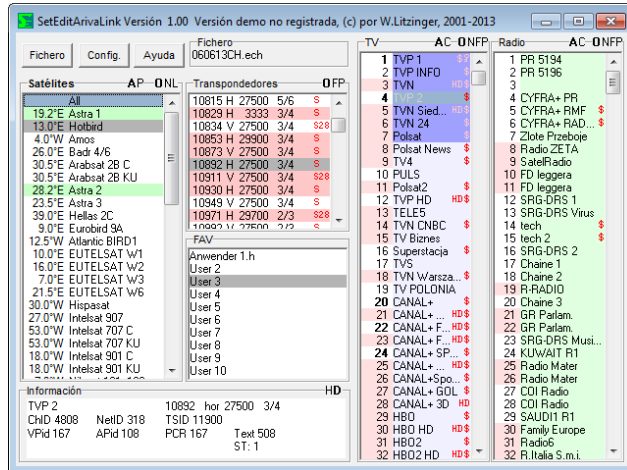 SetEditArivaLink Versión 1.00 Versión demo no registrada, (c) por W.Litzinger, 2001-2013
Fichero
Config.
Ayuda
Fichero
060613CH.ech
Satélites AP ONL
All
19.2°E Astra 1
13.0°E Hotbird
4.0°W Amos
26.0°E Badr 4/6
30.5°E Arabsat 2B C
30.5°E Arabsat 2B KU
28.2°E Astra 2
23.5°E Astra 3
39.0°E Hellas 2C
9.0°E Eurobird 9A
12.5°W Atlantic BIRD1
10.0°E EUTELSAT W1
16.0°E EUTELSAT W2
7.0°E EUTELSAT W3
21.5°E EUTELSAT W6
30.0°W Hispasat
27.0°W Intelsat 907
53.0°W Intelsat 707 C
53.0°W Intelsat 707 KU
18.0°W Intelsat 901 C
18.0°W Intelsat 901 KU
Transpondedores OFP
10815 H 27500 5/6 S
10829 H 3333 3/4 S
10834 V 27500 3/4 S28
10853 H 29900 3/4 S
10873 V 27500 3/4 S
10892 H 27500 3/4 S
10911 V 27500 3/4 S28
10930 H 27500 3/4 S
10949 V 27500 3/4 S
10971 H 29700 2/3 S28
10992 V 27500 2/3 S
FAV
Anwender 1.h
User 2
User 3
User 4
User 5
User 6
User 7
User 8
User 9
User 10
TV AC-ONFP
1 TVP 1 S$
2 TVP INFO $
3 TVN HD$
4 TVP 2 $
5 TVN Sied... HD$
6 TVN 24 $
7 Polsat $
8 Polsat News $
9 TV4 $
10 PULS
11 Polsat2 $
12 TVP HD HD$
13 TELE5
14 TVN CNBC $
15 TV Biznes
16 Superstacja $
17 TVS
18 TVN Warsza... $
19 TV POLONIA
20 CANAL+ $
21 CANAL+ ... HD$
22 CANAL+ F... HD$
23 CANAL+ F... HD$
24 CANAL+ SP... $
25 CANAL+ ... HD$
26 CANAL+Spo... $
27 CANAL+ GOL $
28 CANAL+ 3D HD
29 HBO $
30 HBO HD HD$
31 HBO2 $
32 HBO2 HD HD$
Radio AC-ONFP
1 PR 5194
2 PR 5196
3
4 CYFRA+ PR
5 CYFRA+ RMF $
6 CYFRA+ RAD... $
7 Zlote Przeboje
8 Radio ZETA
9 SatelRadio
10 FD leggera
11 FD leggera
12 SRG-DRS 1
13 SRG-DRS Virus
14 tech $
15 tech 2 $
16 SRG-DRS 2
17 Chaine 1
18 Chaine 2
19 R-RADIO
20 Chaine 3
21 GR Parlam.
22 GR Parlam.
23 SRG-DRS Musi...
24 KUWAIT R1
25 Radio Mater
26 Radio Mater
27 COI Radio
28 COI Radio
29 SAUDI1 R1
30 Family Europe
31 Radio6
32 R.Italia S.m.i.
Información HD
TVP 2 10892 hor 27500 3/4
ChID 4808 NetID 318 TSID 11900
VPid 167 APid 108 PCR 167 Text 508
ST: 1